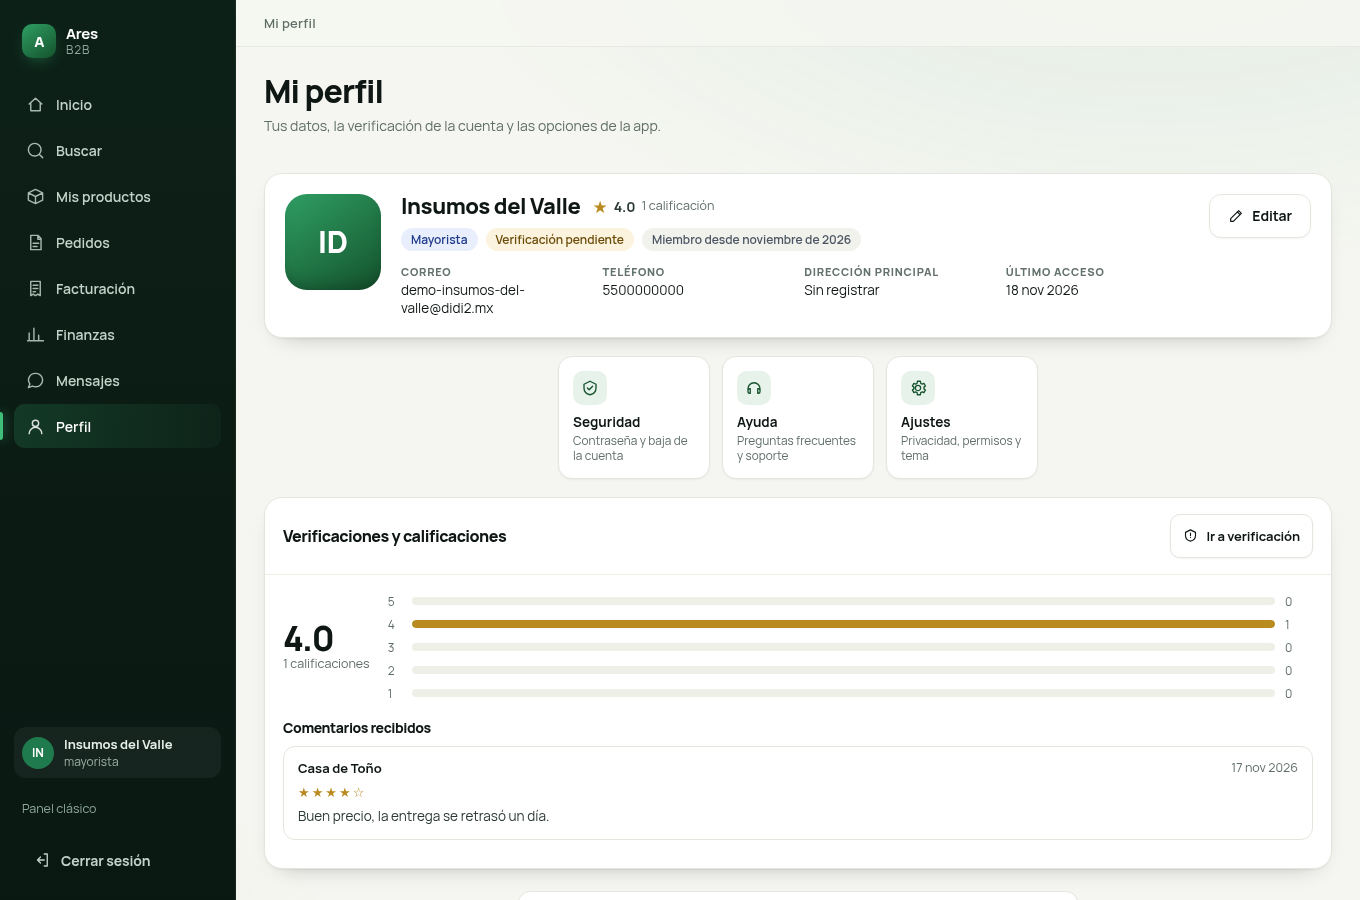 A
Ares
B2B
Inicio
Buscar
Mis productos
Pedidos
Facturación
Finanzas
Mensajes
Perfil
IN
Insumos del Valle
mayorista
Panel clásico
Cerrar sesión
Mi perfil
Mi perfil
Tus datos, la verificación de la cuenta y las opciones de la app.
ID
Insumos del Valle ★ 4.0 1 calificación
Editar
Mayorista Verificación pendiente Miembro desde noviembre de 2026
CORREO
demo-insumos-del-
valle@didi2.mx
TELÉFONO
5500000000
DIRECCIÓN PRINCIPAL
Sin registrar
ÚLTIMO ACCESO
18 nov 2026
Seguridad
Contraseña y baja de
la cuenta
Ayuda
Preguntas frecuentes
y soporte
Ajustes
Privacidad, permisos y
tema
Verificaciones y calificaciones
Ir a verificación
4.0
1 calificaciones
5 0
4 1
3 0
2 0
1 0
Comentarios recibidos
Casa de Toño 17 nov 2026
★★★★☆
Buen precio, la entrega se retrasó un día.